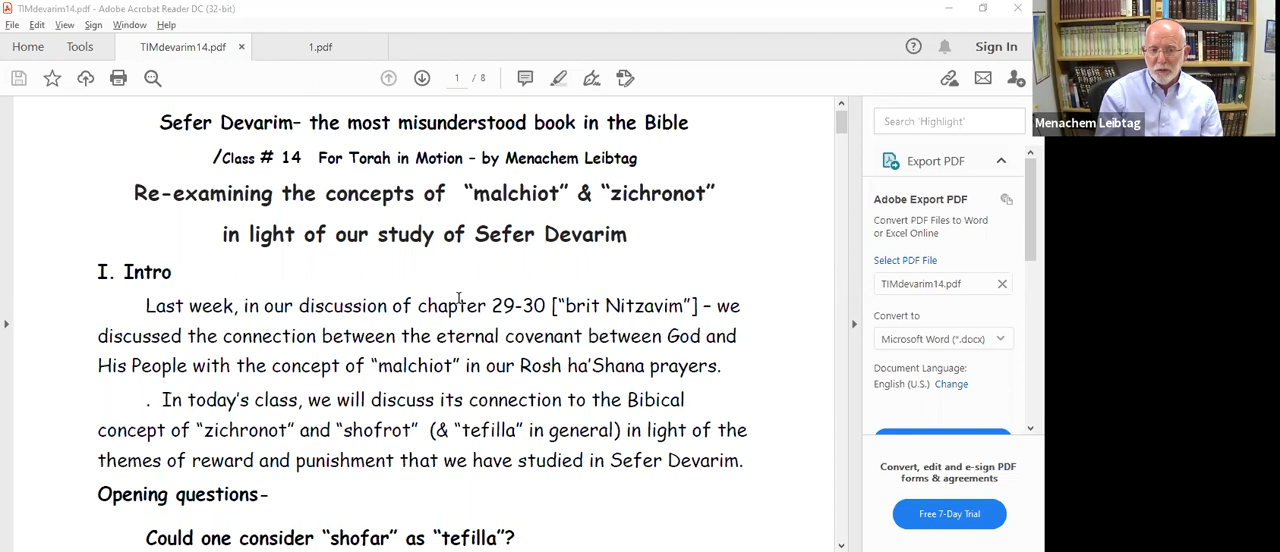 TIMdevarim14.pdf - Adobe Acrobat Reader DC (32-bit)
File Edit View Sign Window Help
Home Tools TIMdevarim14.pdf × 1.pdf Sign In
1 / 8
Sefer Devarim– the most misunderstood book in the Bible
/Class # 14 For Torah in Motion – by Menachem Leibtag
Re-examining the concepts of “malchiot” & “zichronot”
in light of our study of Sefer Devarim
I. Intro
Last week, in our discussion of chapter 29-30 [“brit Nitzavim”] – we
discussed the connection between the eternal covenant between God and
His People with the concept of “malchiot” in our Rosh ha’Shana prayers.
. In today’s class, we will discuss its connection to the Bibical
concept of “zichronot” and “shofrot” (& “tefilla” in general) in light of the
themes of reward and punishment that we have studied in Sefer Devarim.
Opening questions-
Could one consider “shofar” as “tefilla”?
Search 'Highlight'
Export PDF
Adobe Export PDF
Convert PDF Files to Word
or Excel Online
Select PDF File
TIMdevarim14.pdf
Convert to
Microsoft Word (*.docx)
Document Language:
English (U.S.) Change
Convert, edit and e-sign PDF
forms & agreements
Free 7-Day Trial
Menachem Leibtag